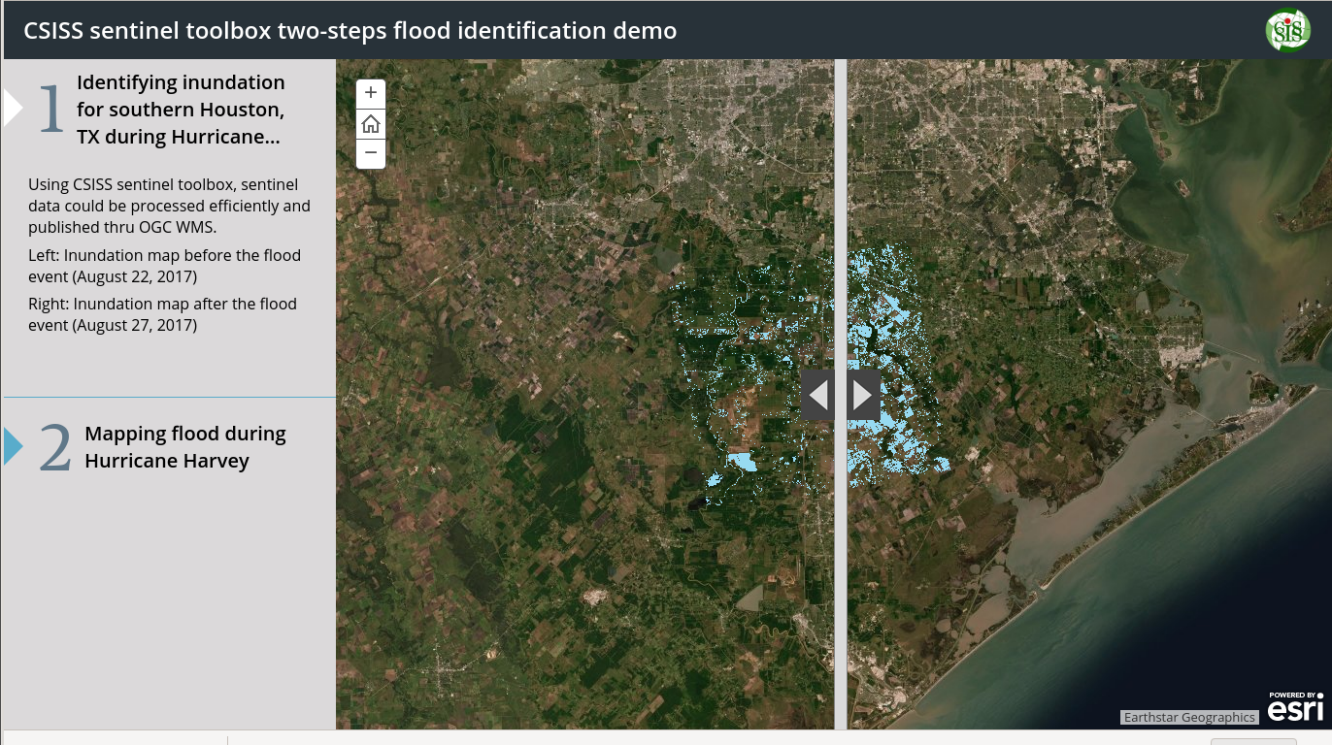 CSISS sentinel toolbox two-steps flood identification demo
CSISS
1
Identifying inundation
for southern Houston,
TX during Hurricane...
Using CSISS sentinel toolbox, sentinel
data could be processed efficiently and
published thru OGC WMS.
Left: Inundation map before the flood
event (August 22, 2017)
Right: Inundation map after the flood
event (August 27, 2017)
2
Mapping flood during
Hurricane Harvey
+
−
Earthstar Geographics
POWERED BY
esri